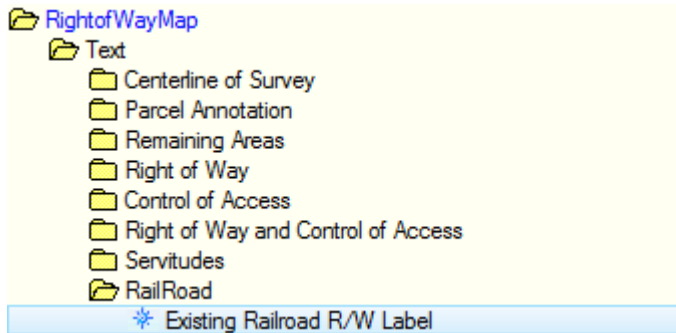 RightofWayMap
Text
Centerline of Survey
Parcel Annotation
Remaining Areas
Right of Way
Control of Access
Right of Way and Control of Access
Servitudes
RailRoad
Existing Railroad R/W Label